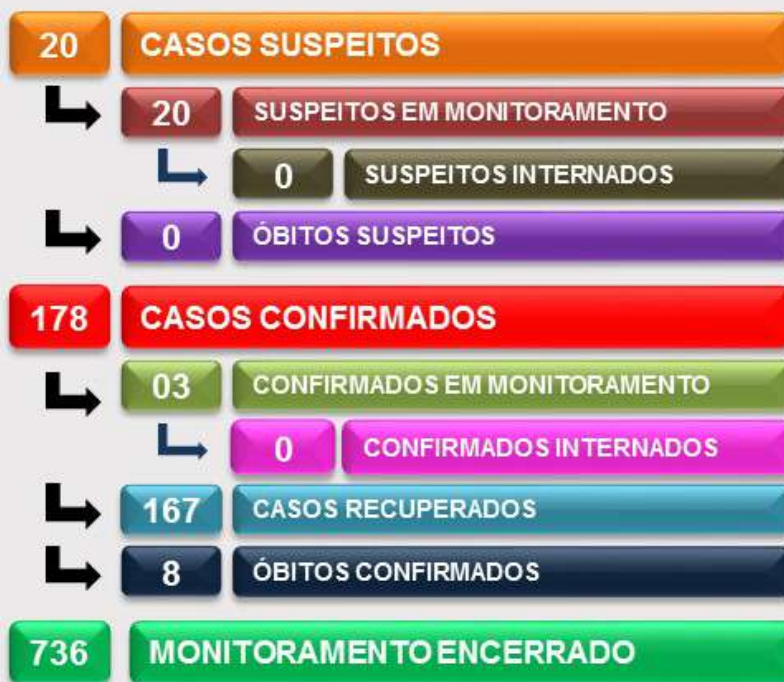 20 CASOS SUSPEITOS
20 SUSPEITOS EM MONITORAMENTO
0 SUSPEITOS INTERNADOS
0 ÓBITOS SUSPEITOS
178 CASOS CONFIRMADOS
03 CONFIRMADOS EM MONITORAMENTO
0 CONFIRMADOS INTERNADOS
167 CASOS RECUPERADOS
8 ÓBITOS CONFIRMADOS
736 MONITORAMENTO ENCERRADO